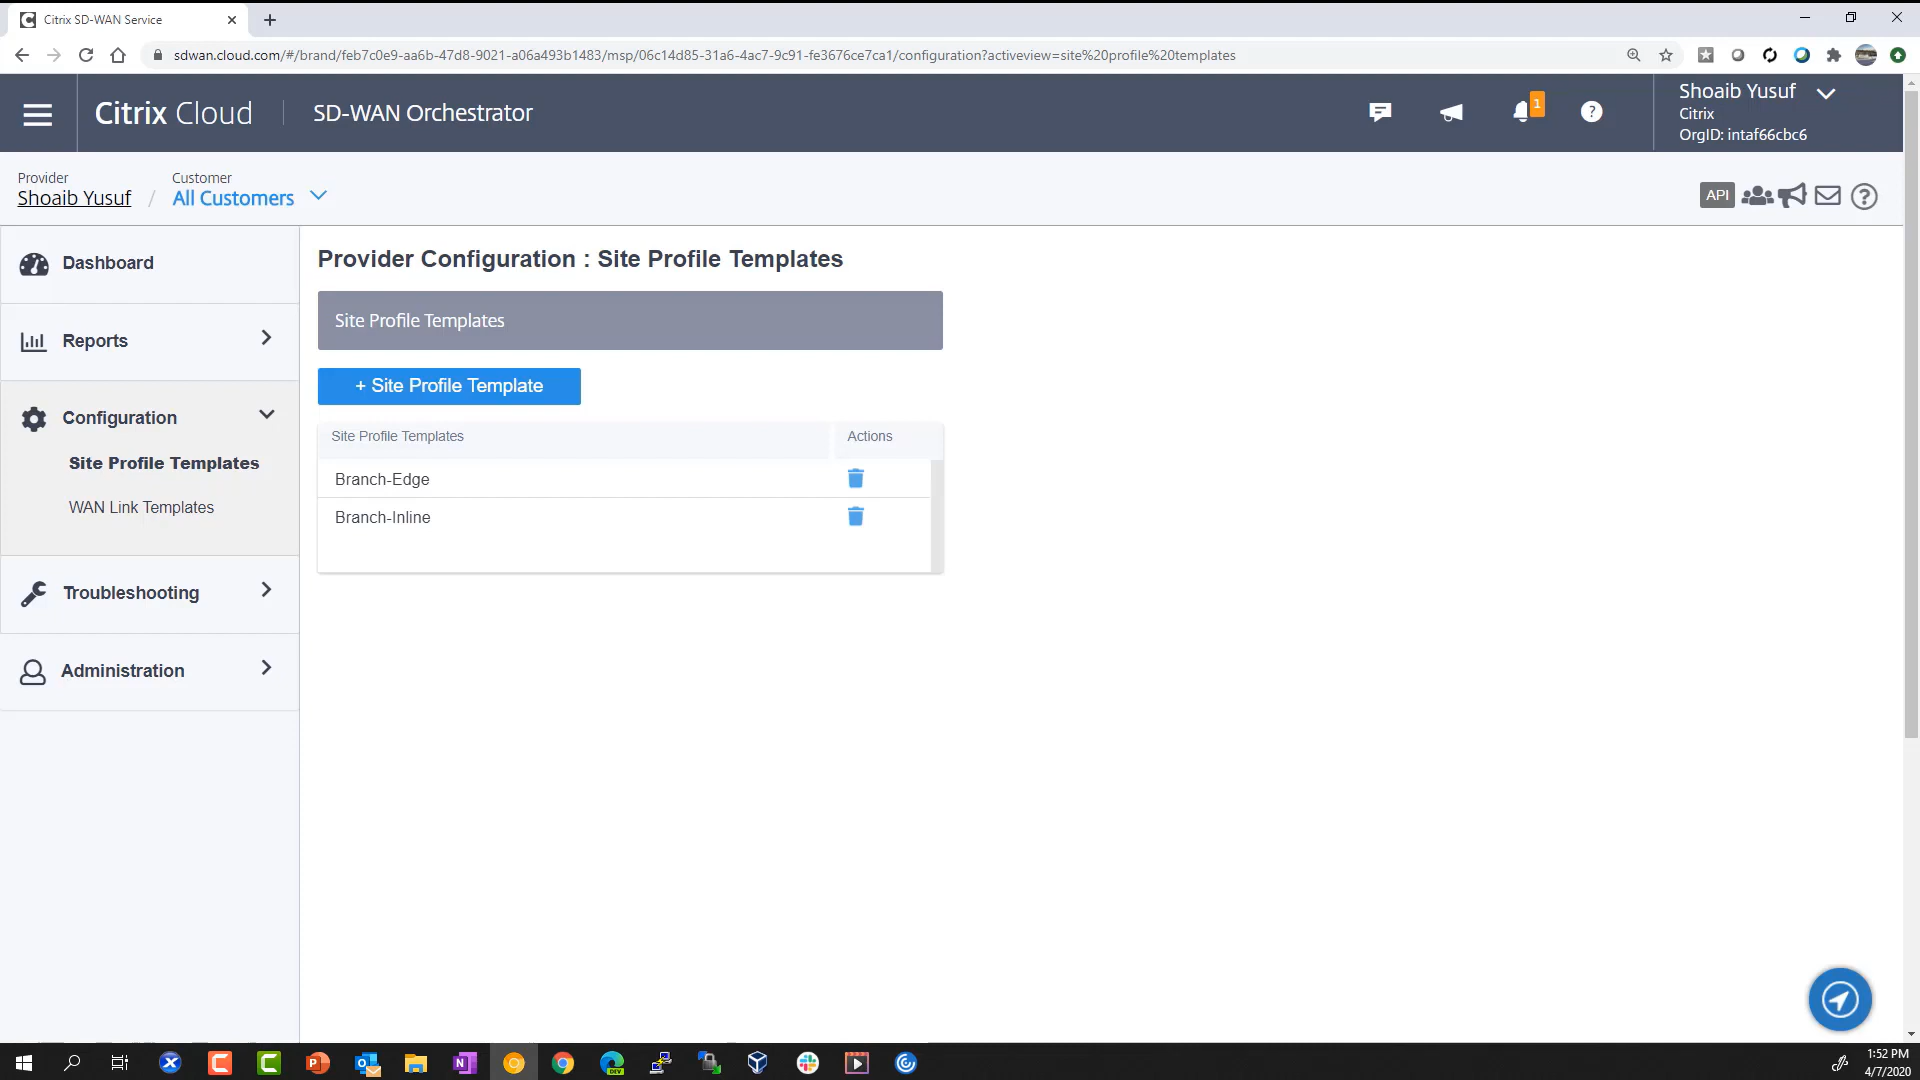 Citrix SD-WAN Service
sdwan.cloud.com/#/brand/feb7c0e9-aa6b-47d8-9021-a06a493b1483/msp/06c14d85-31a6-4ac7-9c91-fe3676ce7ca1/configuration?activeview=site%20profile%20templates
Citrix Cloud
SD-WAN Orchestrator
1
Shoaib Yusuf
Citrix
OrgID: intaf66cbc6
Provider
Shoaib Yusuf
/
Customer
All Customers
API
Dashboard
Reports
Configuration
Site Profile Templates
WAN Link Templates
Troubleshooting
Administration
Provider Configuration : Site Profile Templates
Site Profile Templates
+ Site Profile Template
Site Profile Templates Actions
Branch-Edge
Branch-Inline
1:52 PM
4/7/2020